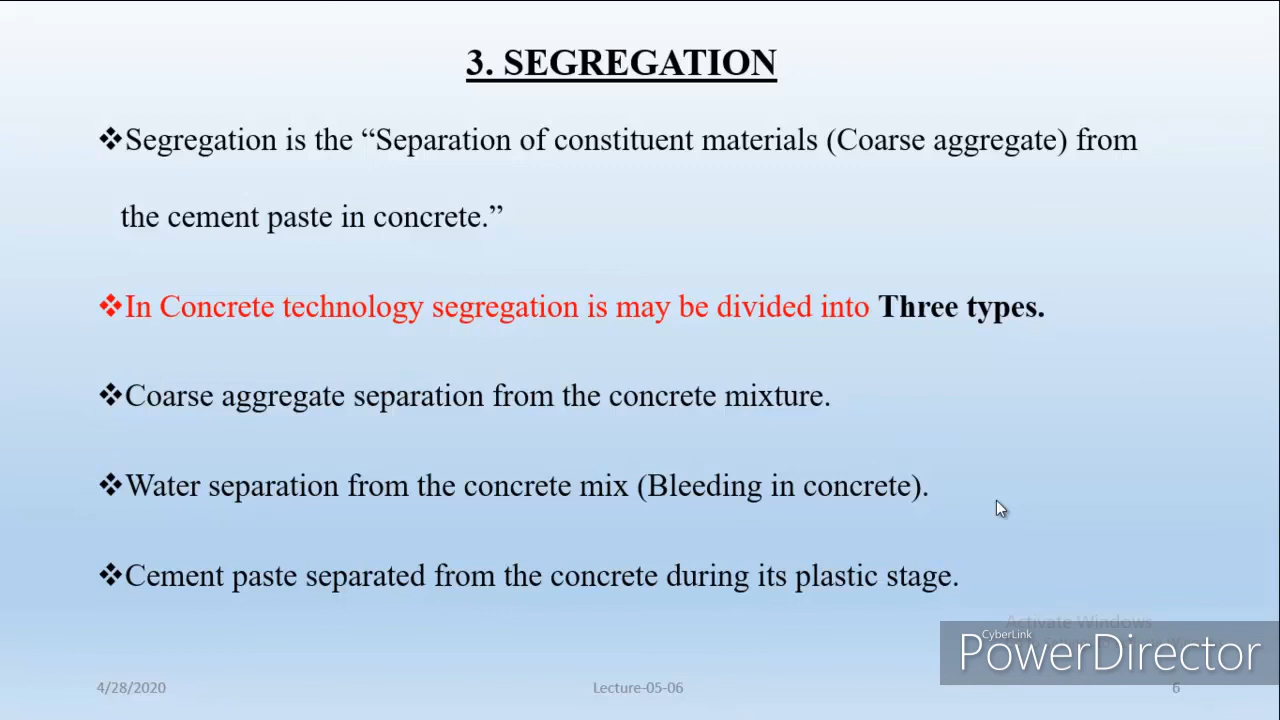 3. SEGREGATION
❖Segregation is the “Separation of constituent materials (Coarse aggregate) from
the cement paste in concrete.”
❖In Concrete technology segregation is may be divided into Three types.
❖Coarse aggregate separation from the concrete mixture.
❖Water separation from the concrete mix (Bleeding in concrete).
❖Cement paste separated from the concrete during its plastic stage.
Activate Windows
CyberLink
PowerDirector
4/28/2020
Lecture-05-06
6